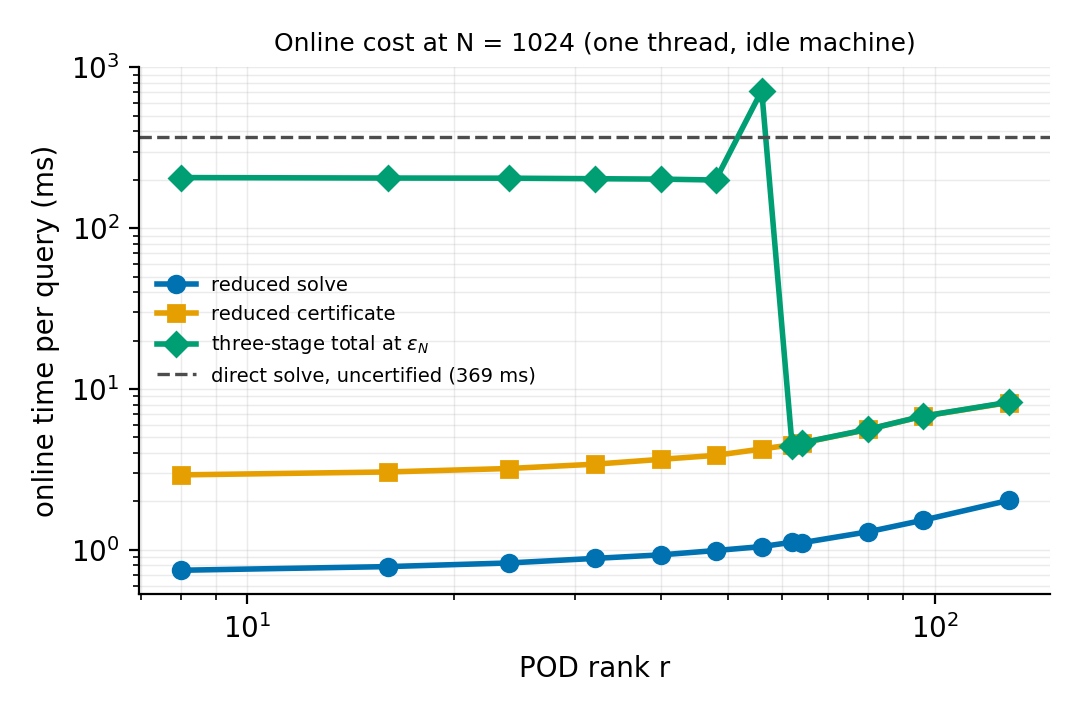 Online cost at N = 1024 (one thread, idle machine)
online time per query (ms)
10³
10²
10¹
10⁰
reduced solve
reduced certificate
three-stage total at εN
direct solve, uncertified (369 ms)
10¹
10²
POD rank r